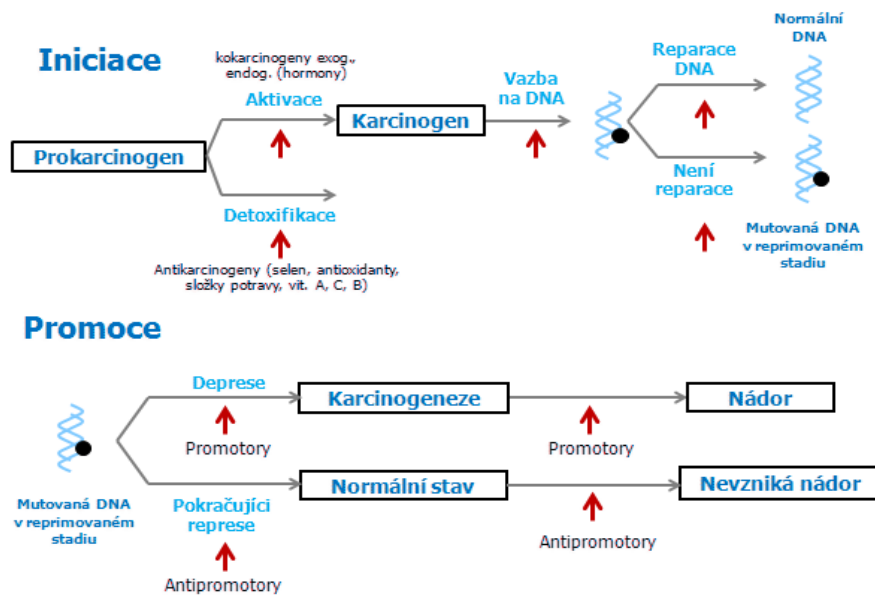 Iniciace
kokarcinogeny exog.,
endog. (hormony)
Aktivace
Prokarcinogen
Karcinogen
Vazba
na DNA
Reparace
DNA
Normální
DNA
Není
reparace
Mutovaná DNA
v reprimovaném
stadiu
Detoxifikace
Antikarcinogeny (selen, antioxidanty,
složky potravy, vit. A, C, B)
Promoce
Deprese
Promotory
Karcinogeneze
Promotory
Nádor
Mutovaná DNA
v reprimovaném
stadiu
Pokračujíci
represe
Antipromotory
Normální stav
Antipromotory
Nevzniká nádor